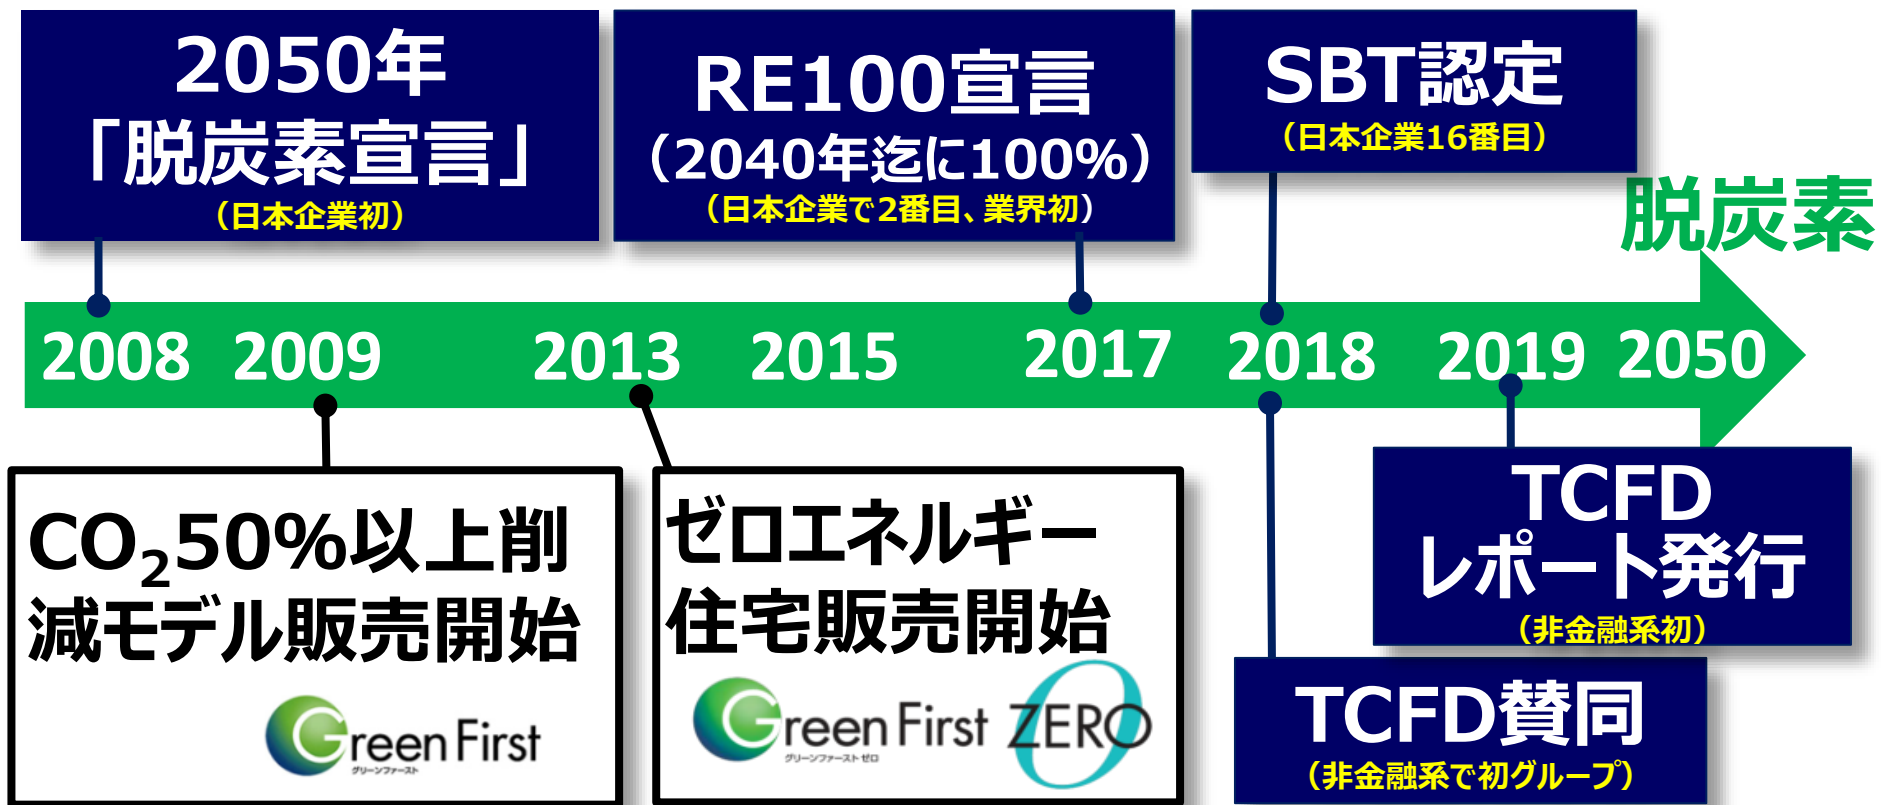 2050年
「脱炭素宣言」
（日本企業初）
RE100宣言
（2040年迄に100%）
（日本企業で2番目、業界初）
SBT認定
（日本企業16番目）
脱炭素
2008 2009 2013 2015 2017 2018 2019 2050
CO₂50%以上削
減モデル販売開始
Green First
グリーンファースト
ゼロエネルギー
住宅販売開始
Green First ZERO
グリーンファースト ゼロ
TCFD
レポート発行
（非金融系初）
TCFD賛同
（非金融系で初グループ）